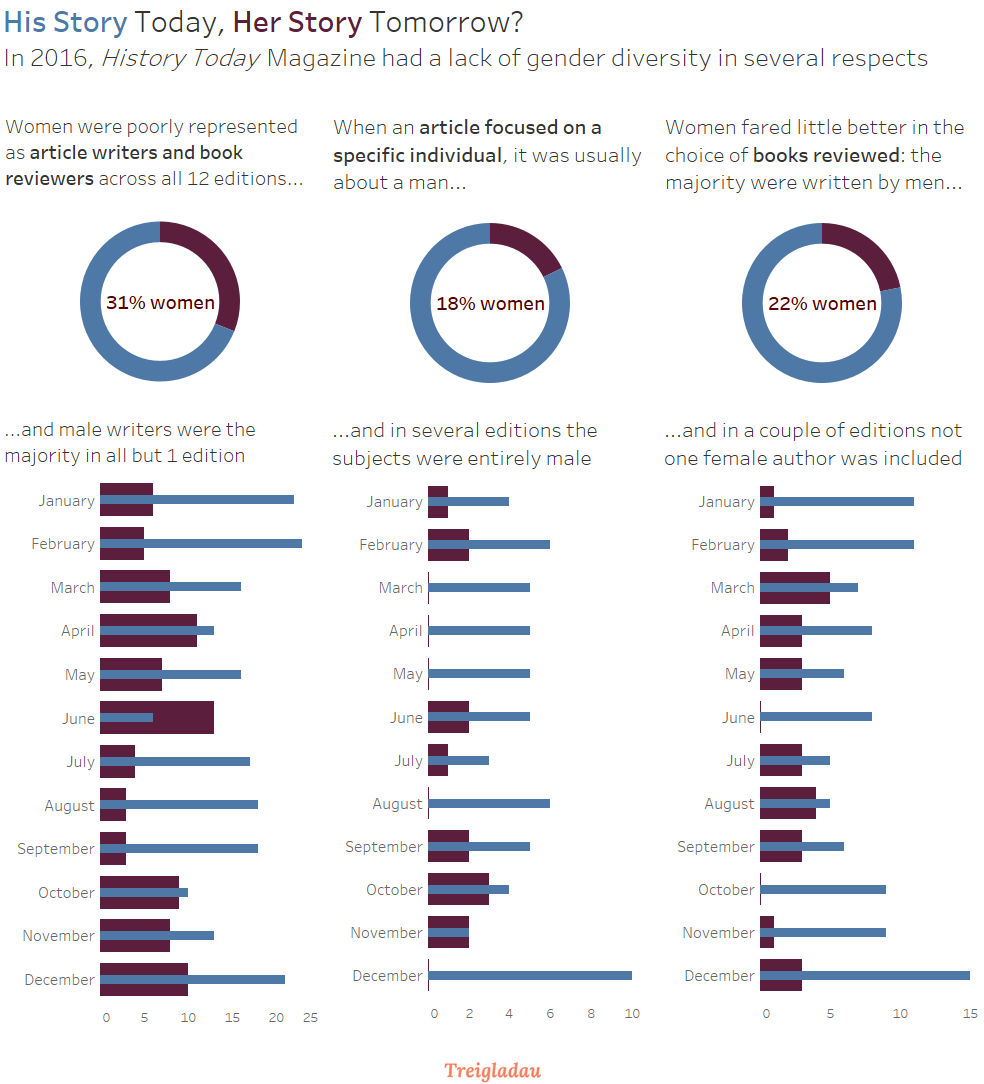 His Story Today, Her Story Tomorrow?
In 2016, History Today Magazine had a lack of gender diversity in several respects
Women were poorly represented
as article writers and book
reviewers across all 12 editions...
31% women
...and male writers were the
majority in all but 1 edition
January
February
March
April
May
June
July
August
September
October
November
December
0 5 10 15 20 25
When an article focused on a
specific individual, it was usually
about a man...
18% women
...and in several editions the
subjects were entirely male
January
February
March
April
May
June
July
August
September
October
November
December
0 2 4 6 8 10
Women fared little better in the
choice of books reviewed: the
majority were written by men...
22% women
...and in a couple of editions not
one female author was included
January
February
March
April
May
June
July
August
September
October
November
December
0 5 10 15
Treigladau